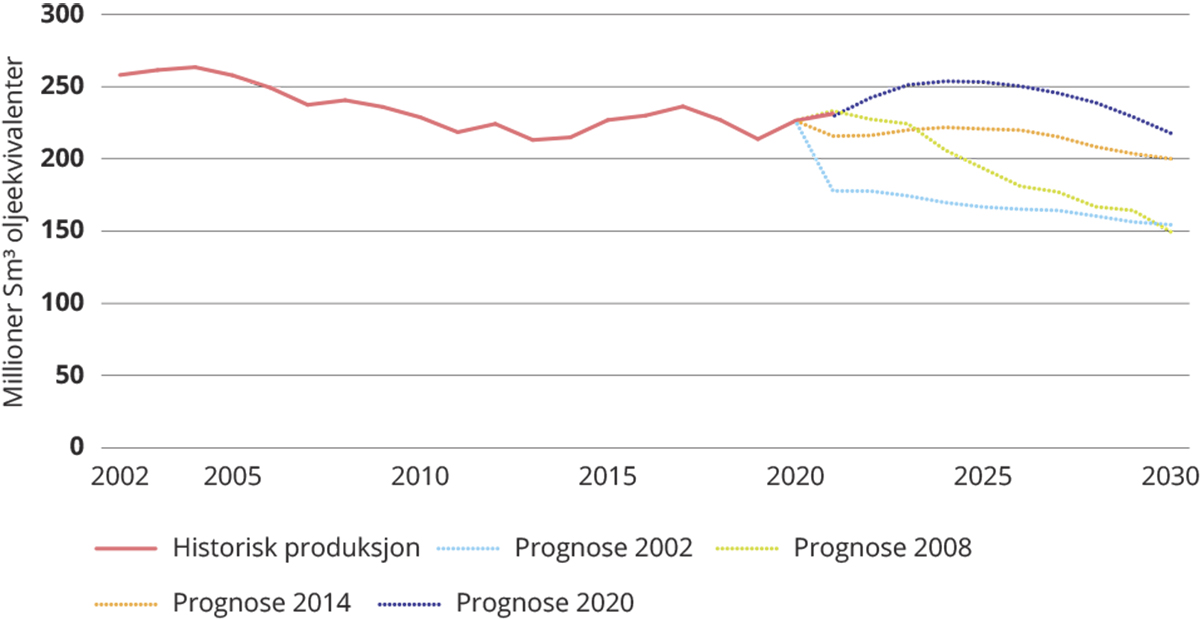 Millioner Sm³ oljeekvivalenter
300
250
200
150
100
50
0
2002 2005 2010 2015 2020 2025 2030
Historisk produksjon Prognose 2002 Prognose 2008
Prognose 2014 Prognose 2020